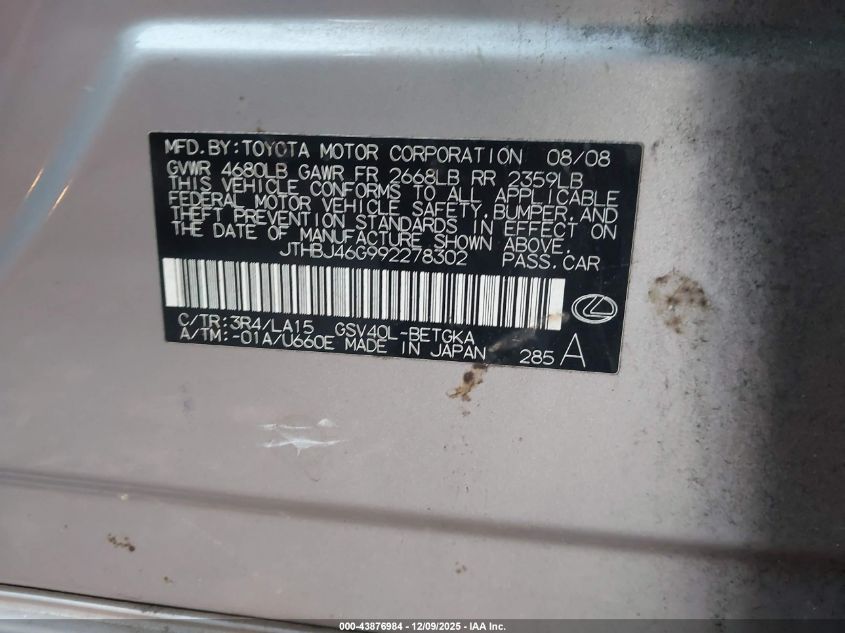 MFD. BY: TOYOTA MOTOR CORPORATION 08/08
GVWR 4680LB GAWR FR 2668LB RR 2359LB
THIS VEHICLE CONFORMS TO ALL APPLICABLE
FEDERAL MOTOR VEHICLE SAFETY, BUMPER, AND
THEFT PREVENTION STANDARDS IN EFFECT ON
THE DATE OF MANUFACTURE SHOWN ABOVE.
JTHBJ46G992278302 PASS. CAR
C/TR: 3R4/LA15 GSV40L-BETGKA
A/TM: -01A/U660E MADE IN JAPAN 285 A
000-43876984 | 12/09/2025 - IAA Inc.